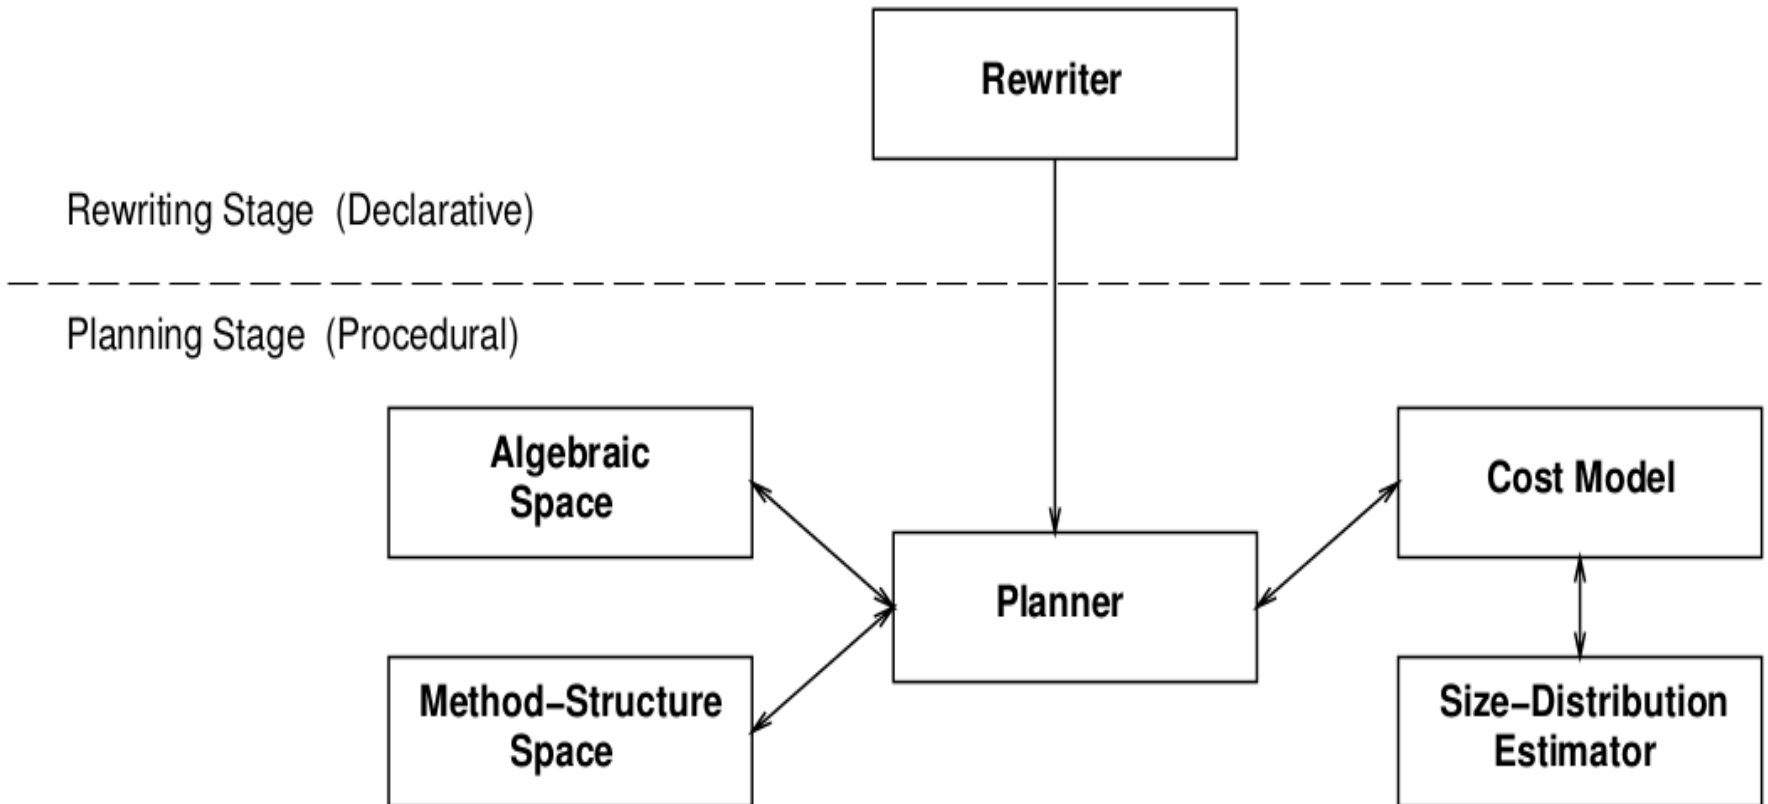 Rewriter
Rewriting Stage (Declarative)
Planning Stage (Procedural)
Algebraic
Space
Cost Model
Planner
Method–Structure
Space
Size–Distribution
Estimator